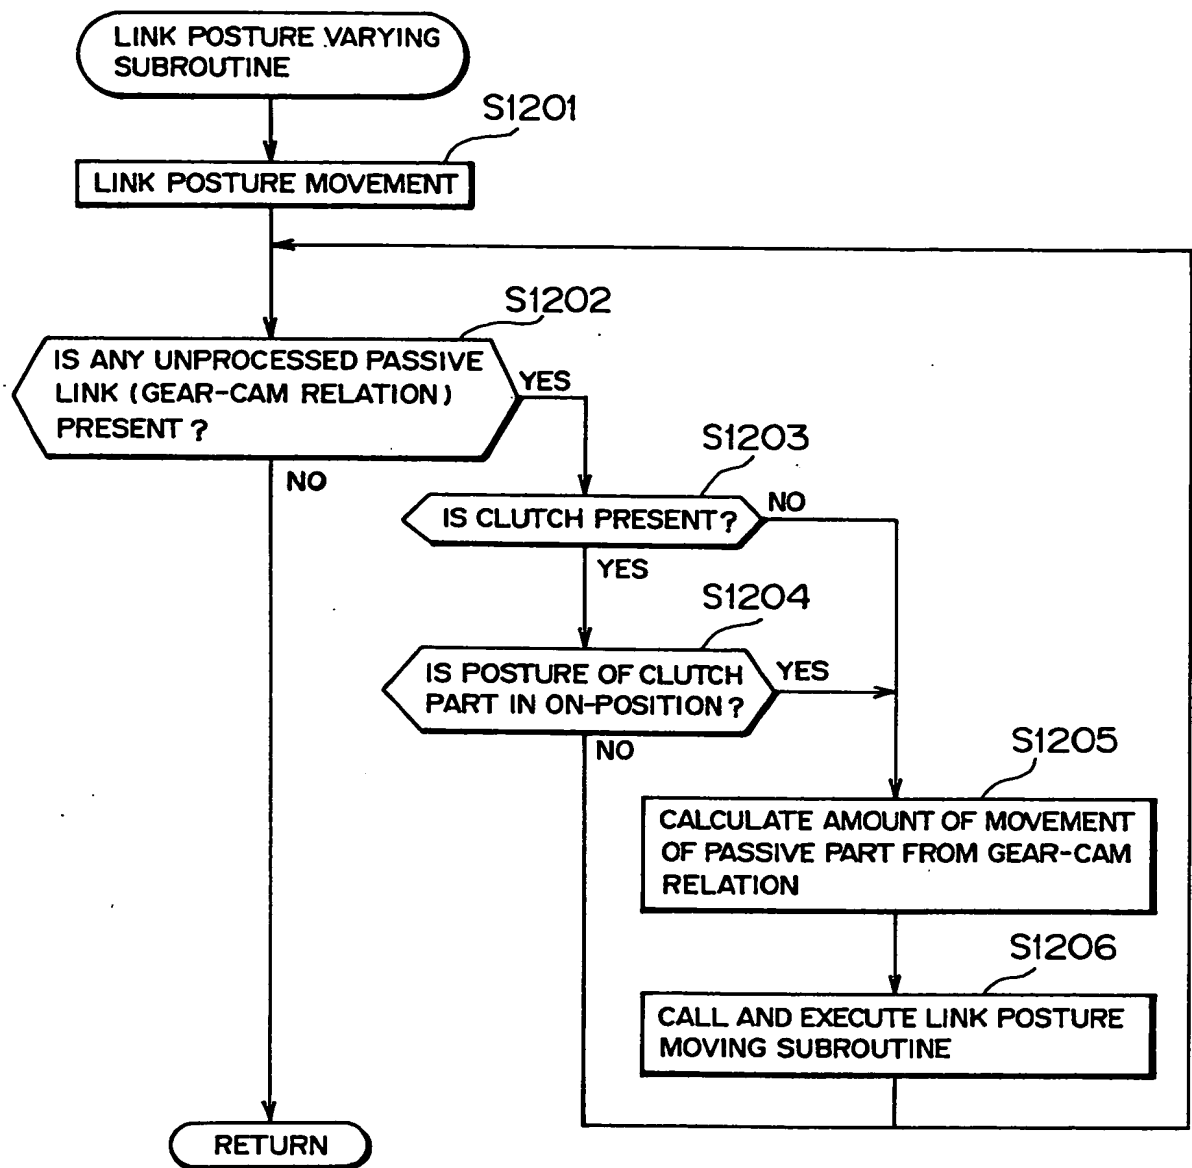 LINK POSTURE VARYING
SUBROUTINE
S1201
LINK POSTURE MOVEMENT
S1202
IS ANY UNPROCESSED PASSIVE
LINK (GEAR-CAM RELATION)
PRESENT?
YES
NO
S1203
IS CLUTCH PRESENT?
NO
YES
S1204
IS POSTURE OF CLUTCH
PART IN ON-POSITION?
YES
NO
S1205
CALCULATE AMOUNT OF MOVEMENT
OF PASSIVE PART FROM GEAR-CAM
RELATION
S1206
CALL AND EXECUTE LINK POSTURE
MOVING SUBROUTINE
RETURN